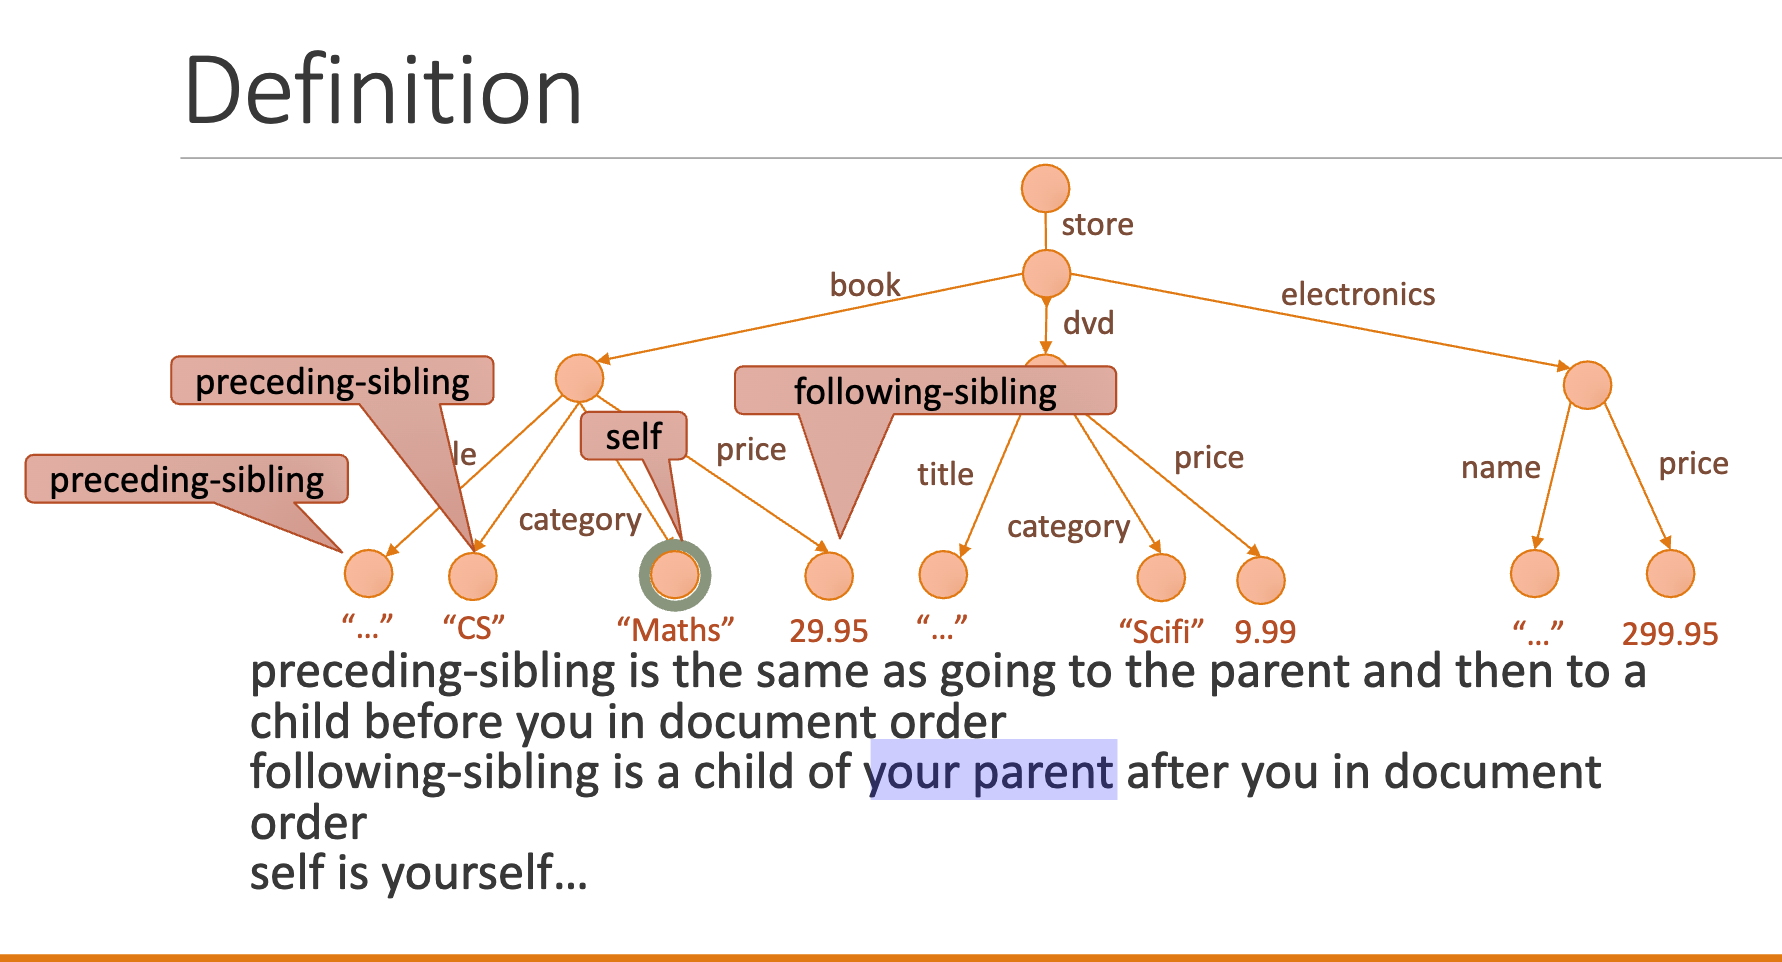 Definition
store
book
electronics
dvd
preceding-sibling
following-sibling
self
price
le
price
name
price
preceding-sibling
title
category
category
“...”
“CS”
“Maths”
29.95
“...”
“Scifi”
9.99
“...”
299.95
preceding-sibling is the same as going to the parent and then to a
child before you in document order
following-sibling is a child of your parent after you in document
order
self is yourself...